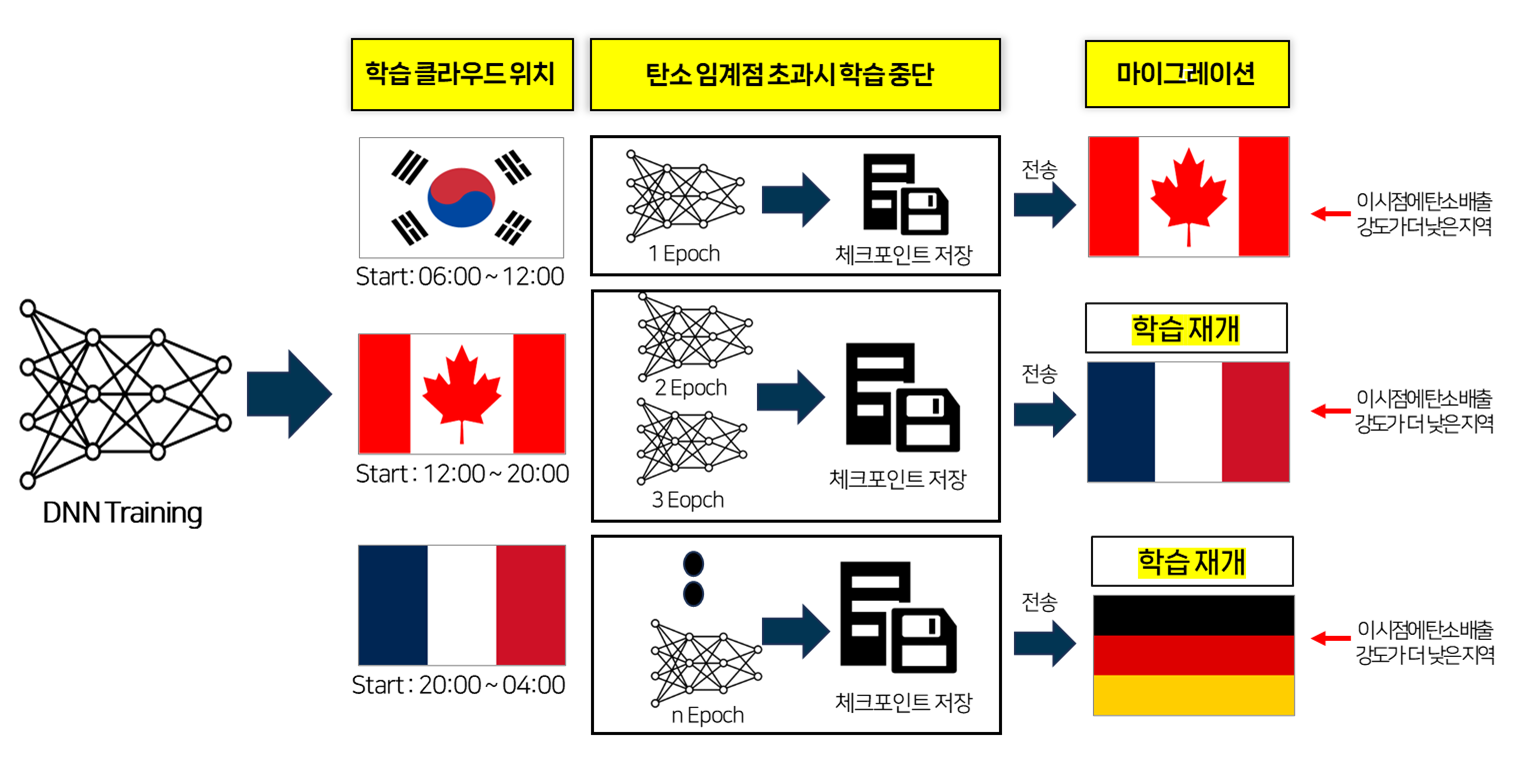 학습 클라우드 위치
탄소 임계점 초과시 학습 중단
마이그레이션
1 Epoch
체크포인트 저장
전송
이 시점에 탄소 배출
강도가 더 낮은 지역
Start: 06:00 ~ 12:00
학습 재개
2 Epoch
3 Eopch
체크포인트 저장
전송
이 시점에 탄소 배출
강도가 더 낮은 지역
Start : 12:00 ~ 20:00
DNN Training
학습 재개
n Epoch
체크포인트 저장
전송
이 시점에 탄소 배출
강도가 더 낮은 지역
Start : 20:00 ~ 04:00